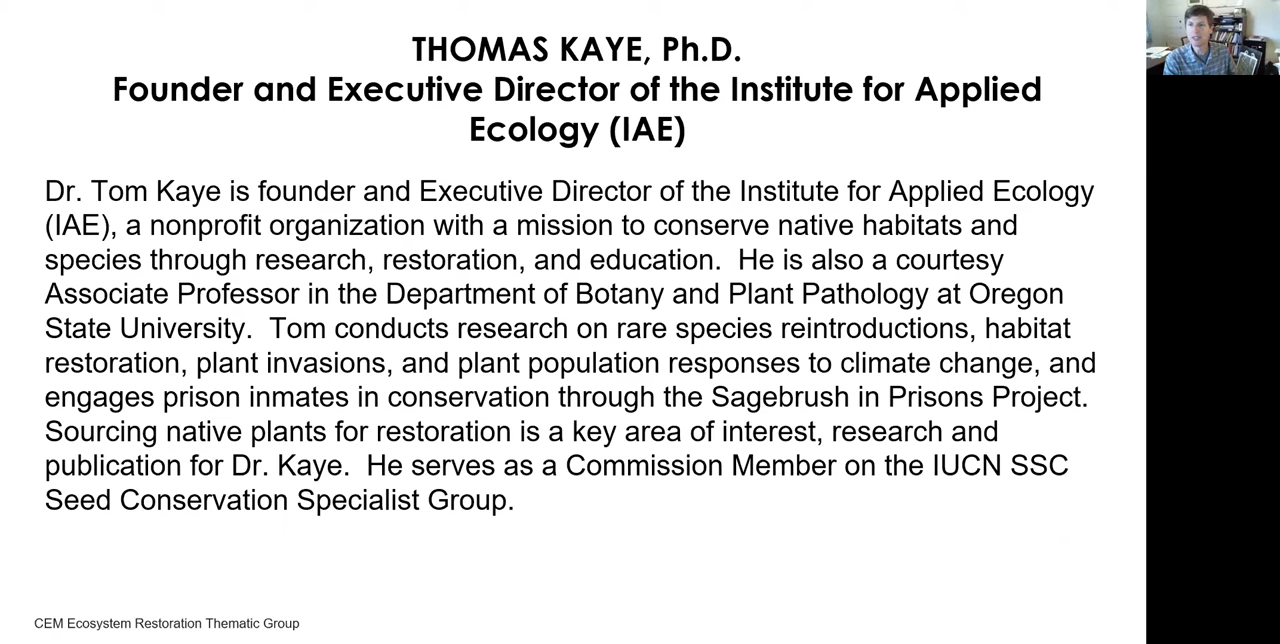 THOMAS KAYE, Ph.D.
Founder and Executive Director of the Institute for Applied
Ecology (IAE)
Dr. Tom Kaye is founder and Executive Director of the Institute for Applied Ecology
(IAE), a nonprofit organization with a mission to conserve native habitats and
species through research, restoration, and education.  He is also a courtesy
Associate Professor in the Department of Botany and Plant Pathology at Oregon
State University.  Tom conducts research on rare species reintroductions, habitat
restoration, plant invasions, and plant population responses to climate change, and
engages prison inmates in conservation through the Sagebrush in Prisons Project.
Sourcing native plants for restoration is a key area of interest, research and
publication for Dr. Kaye.  He serves as a Commission Member on the IUCN SSC
Seed Conservation Specialist Group.
CEM Ecosystem Restoration Thematic Group